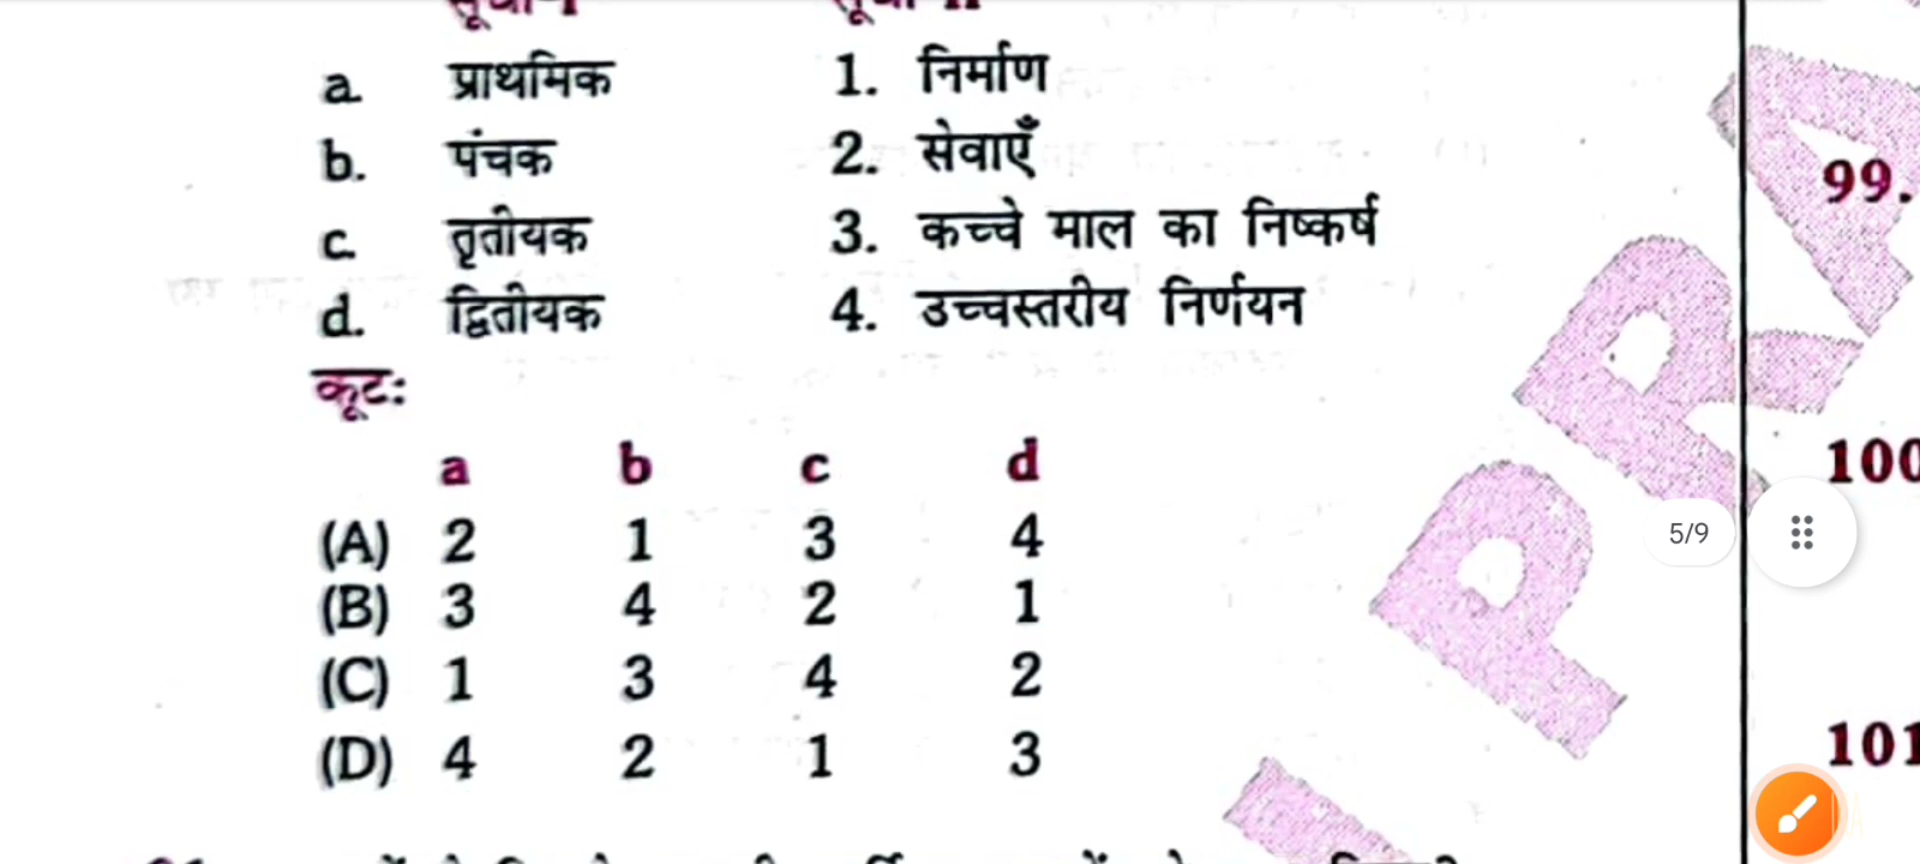 सूची-I सूची-II
a. प्राथमिक 1. निर्माण
b. पंचक 2. सेवाएँ
c. तृतीयक 3. कच्चे माल का निष्कर्ष
d. द्वितीयक 4. उच्चस्तरीय निर्णयन
कूट:
a b c d
(A) 2 1 3 4
(B) 3 4 2 1
(C) 1 3 4 2
(D) 4 2 1 3
99.
100
101
5/9